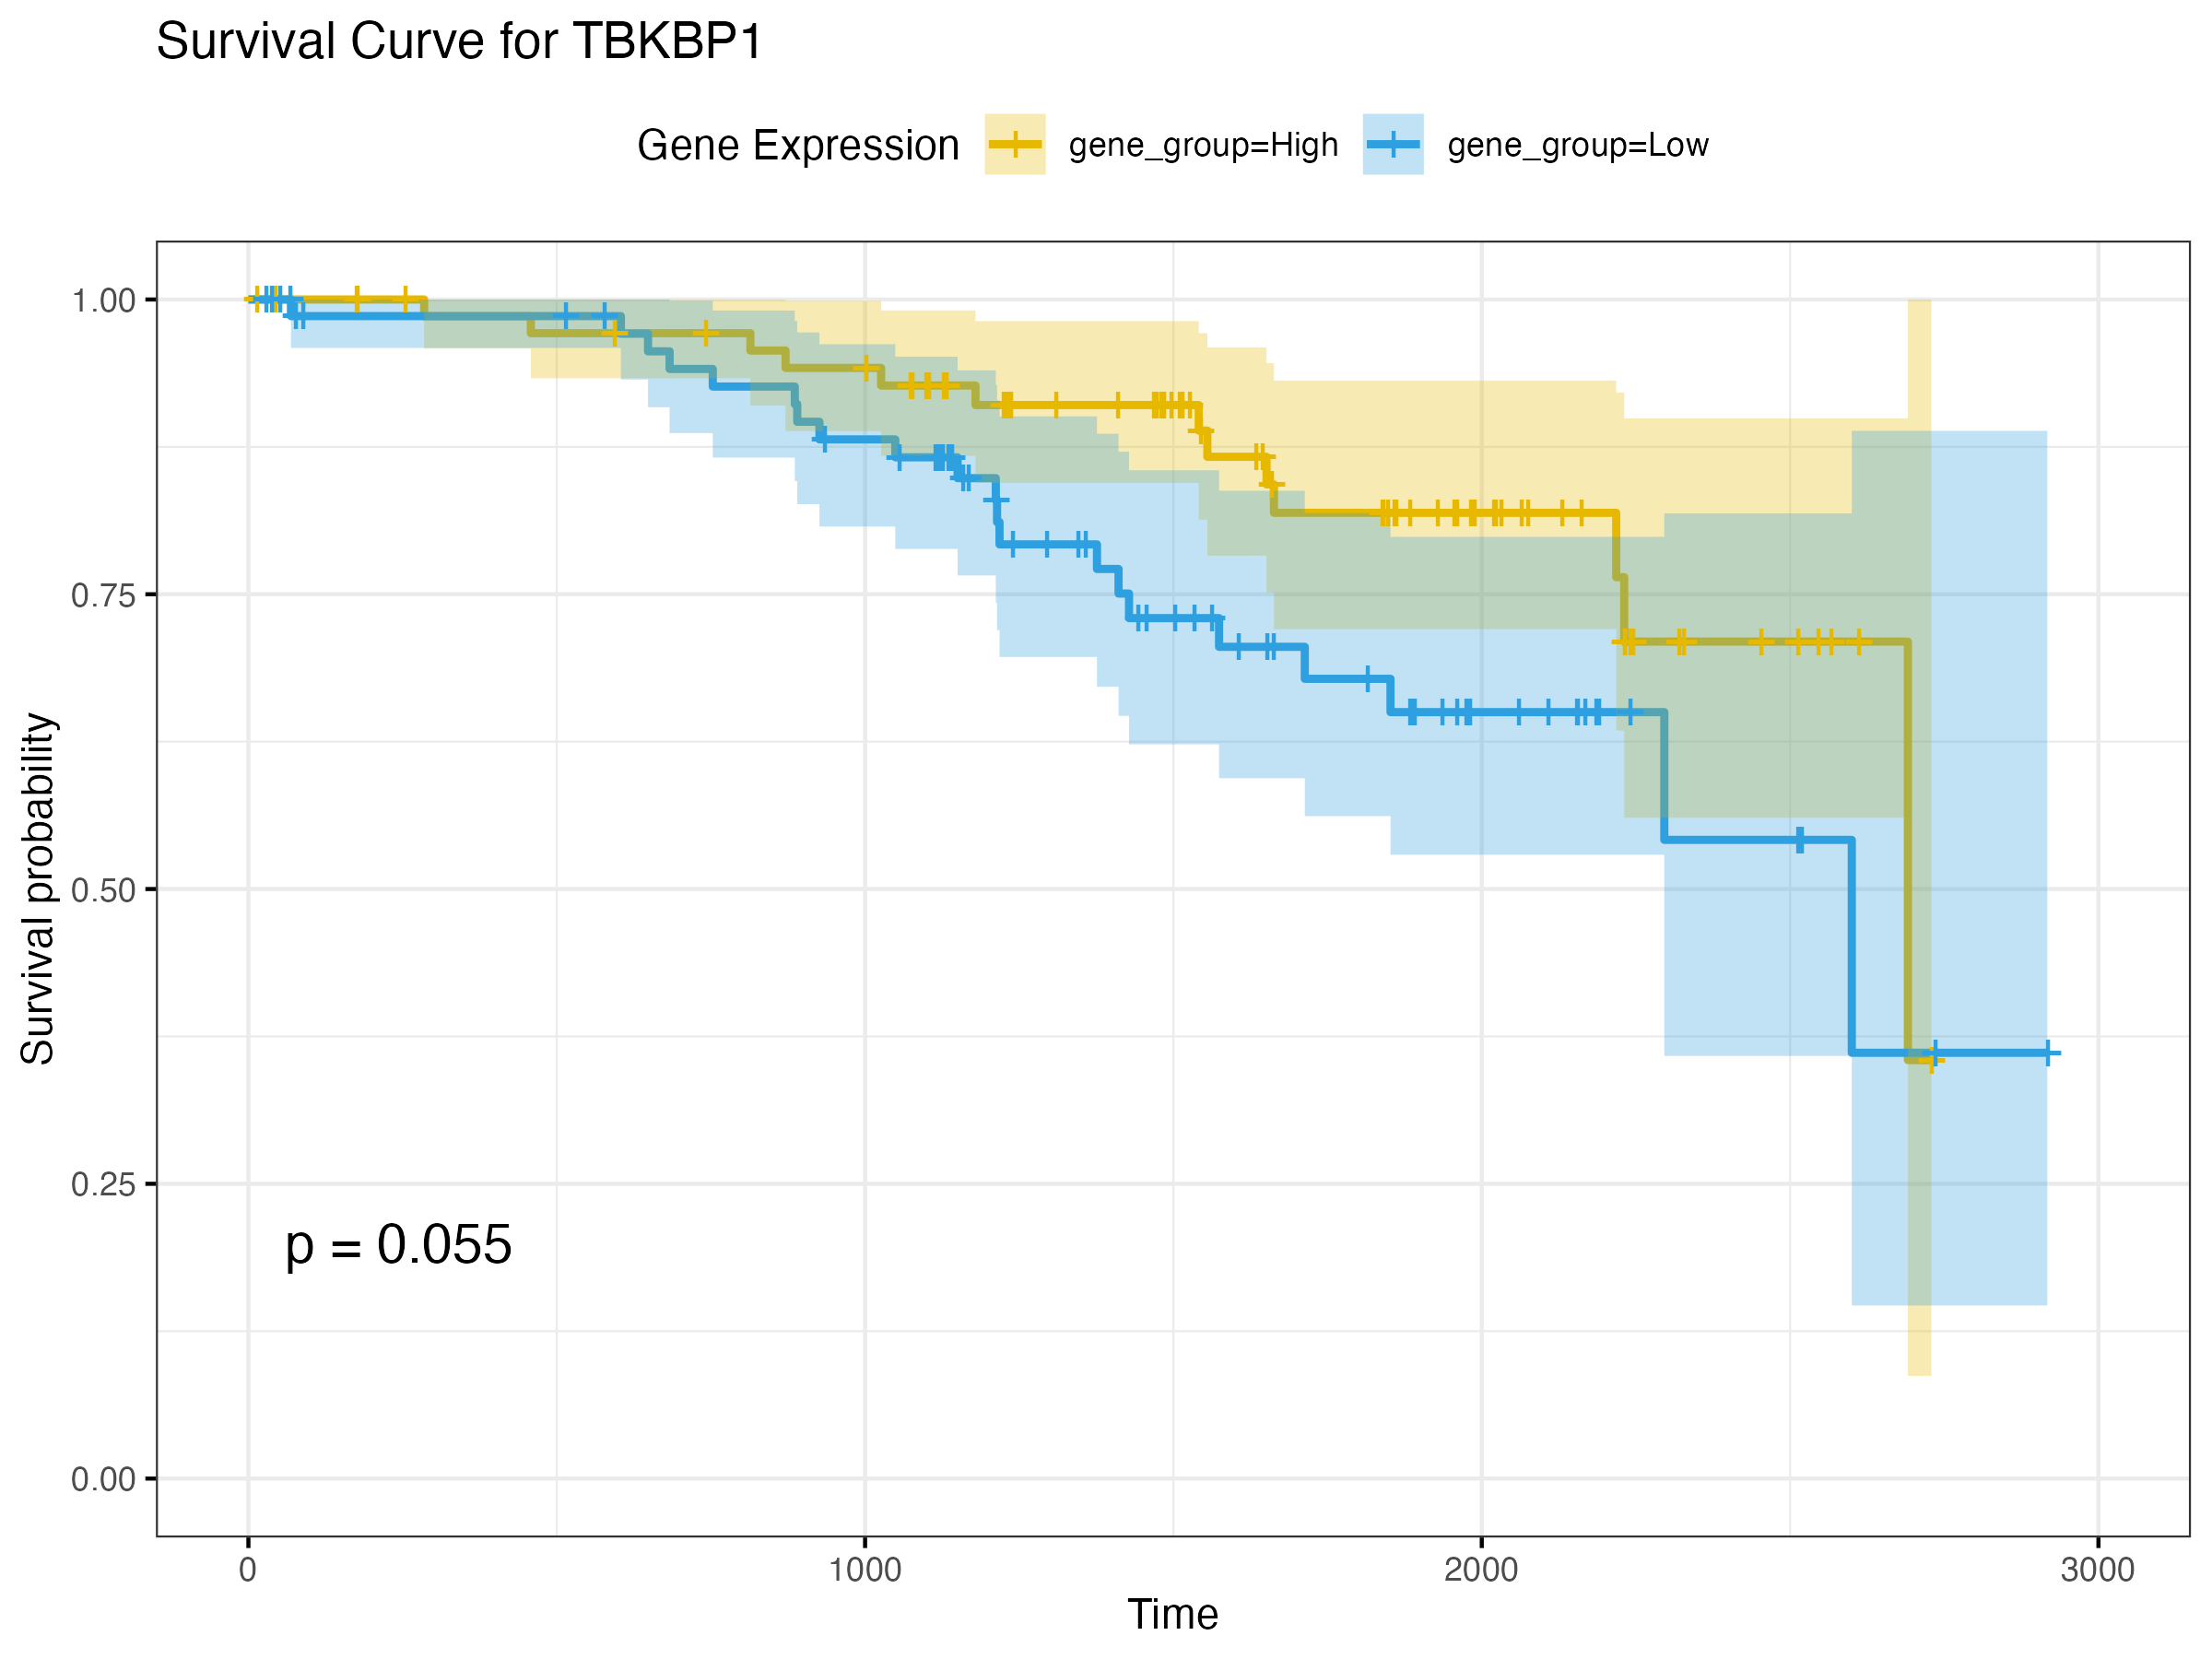 Survival Curve for TBKBP1
Gene Expression gene_group=High gene_group=Low
1.00
0.75
0.50
0.25
0.00
Survival probability
p = 0.055
0 1000 2000 3000
Time